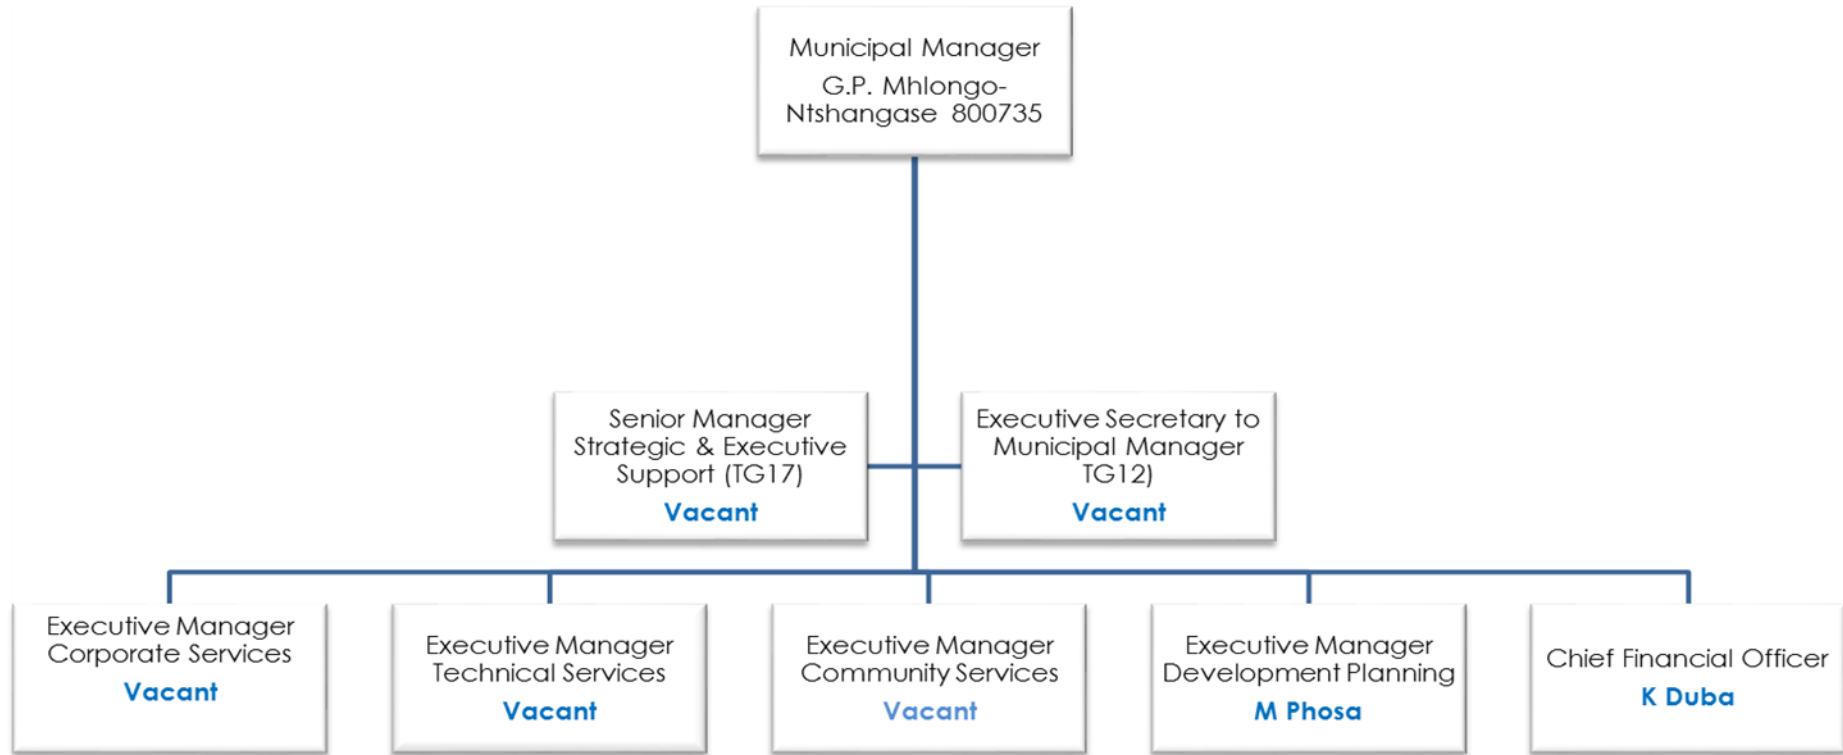 Municipal Manager
G.P. Mhlongo-
Ntshangase 800735
Senior Manager
Strategic & Executive
Support (TG17)
Vacant
Executive Secretary to
Municipal Manager
TG12)
Vacant
Executive Manager
Corporate Services
Vacant
Executive Manager
Technical Services
Vacant
Executive Manager
Community Services
Vacant
Executive Manager
Development Planning
M Phosa
Chief Financial Officer
K Duba